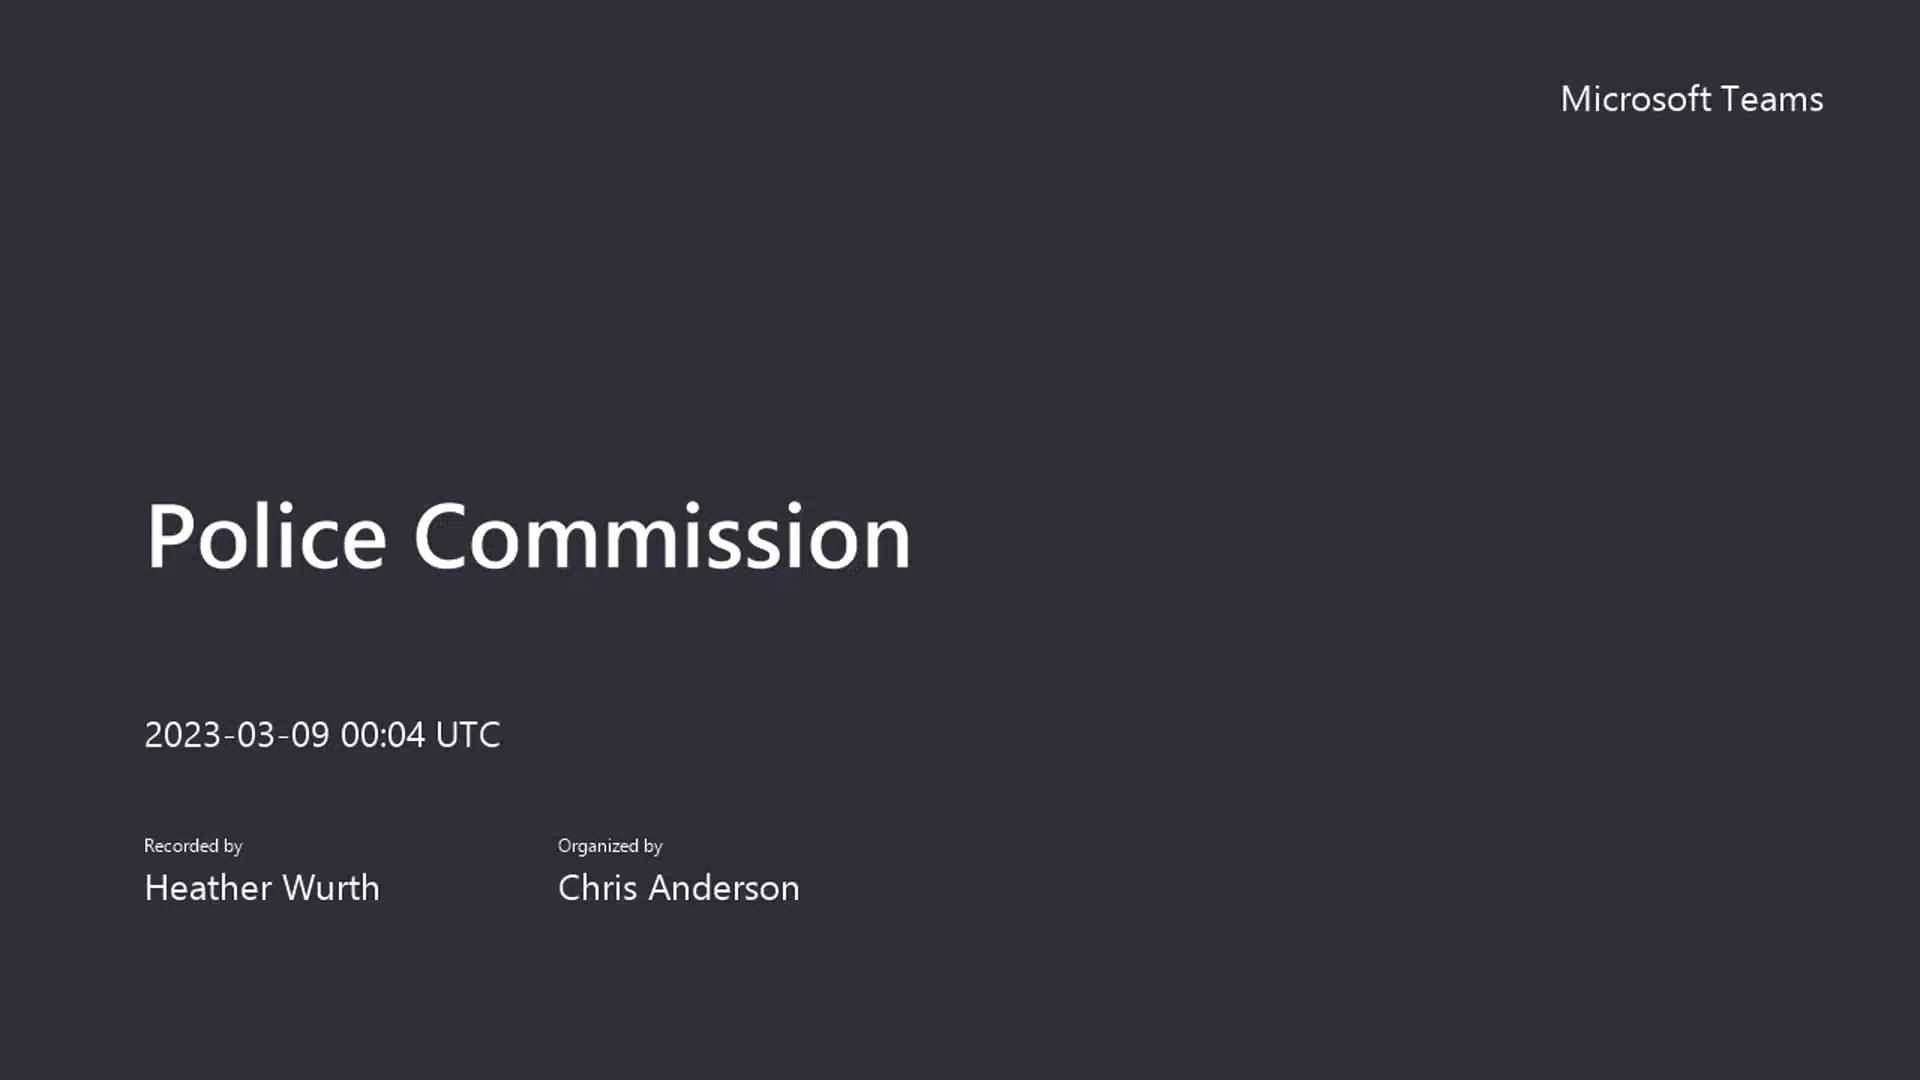 Microsoft Teams
Police Commission
2023-03-09 00:04 UTC
Recorded by
Heather Wurth
Organized by
Chris Anderson